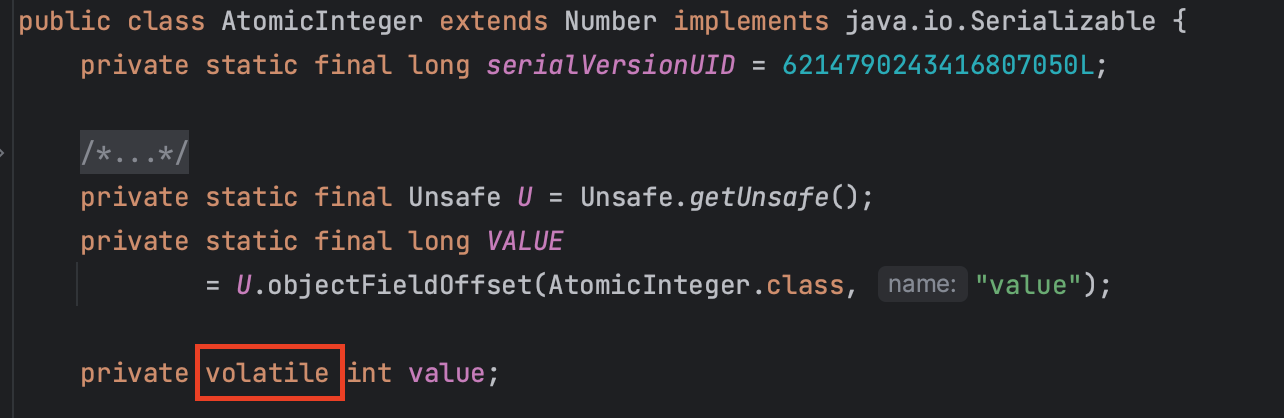 public class AtomicInteger extends Number implements java.io.Serializable {
private static final long serialVersionUID = 6214790243416807050L;
/*...*/
private static final Unsafe U = Unsafe.getUnsafe();
private static final long VALUE
= U.objectFieldOffset(AtomicInteger.class, name: "value");
private volatile int value;